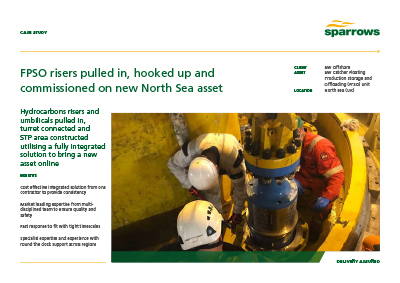 CASE STUDY
sparrows
FPSO risers pulled in, hooked up and
commissioned on new North Sea asset
CLIENT
BW Offshore
ASSET
BW Catcher Floating
Production Storage and
Offloading (FPSO) unit
LOCATION
North Sea (UK)
Hydrocarbons risers and
umbilicals pulled in,
turret connected and
STP area constructed
utilising a fully integrated
solution to bring a new
asset online
BENEFITS
Cost effective integrated solution from one
contractor to provide consistency
Market leading expertise from multi-
disciplined team to ensure quality and
safety
Fast response to fit with tight timescales
Specialist expertise and experience with
round the clock support across regions
DELIVERY ASSURED